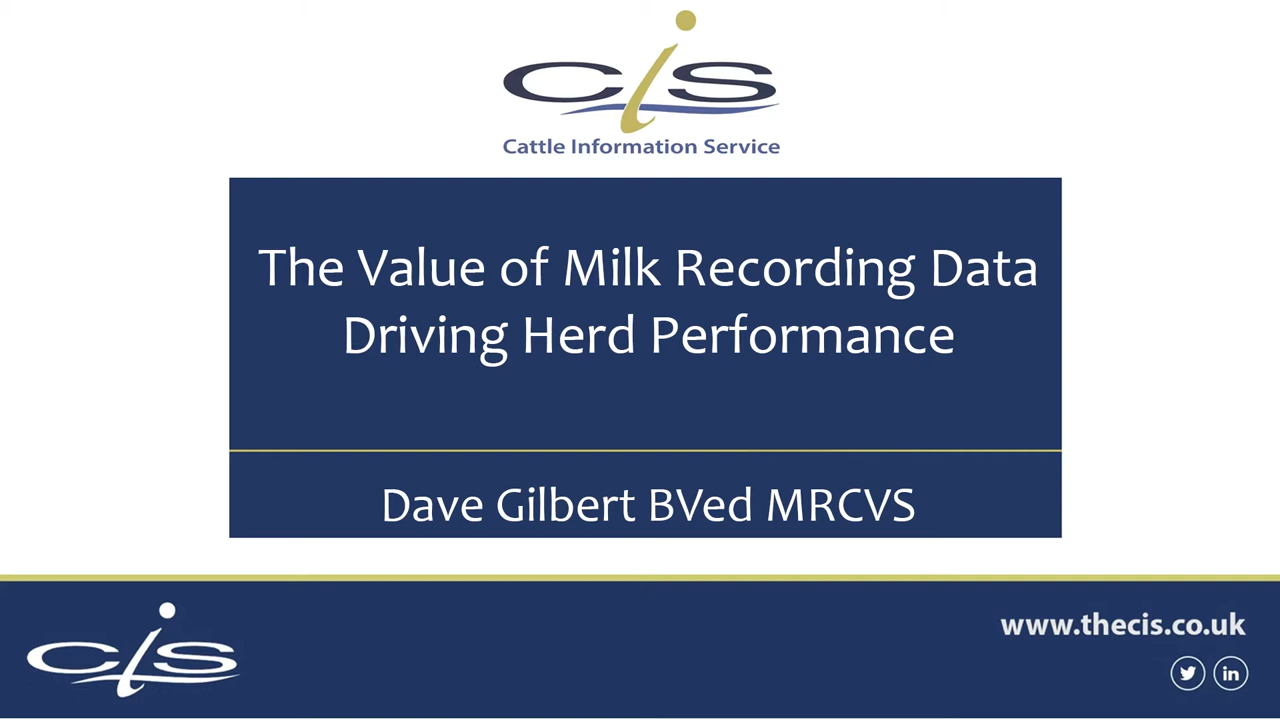 cis
Cattle Information Service
The Value of Milk Recording Data
Driving Herd Performance
Dave Gilbert BVed MRCVS
cis
www.thecis.co.uk
in